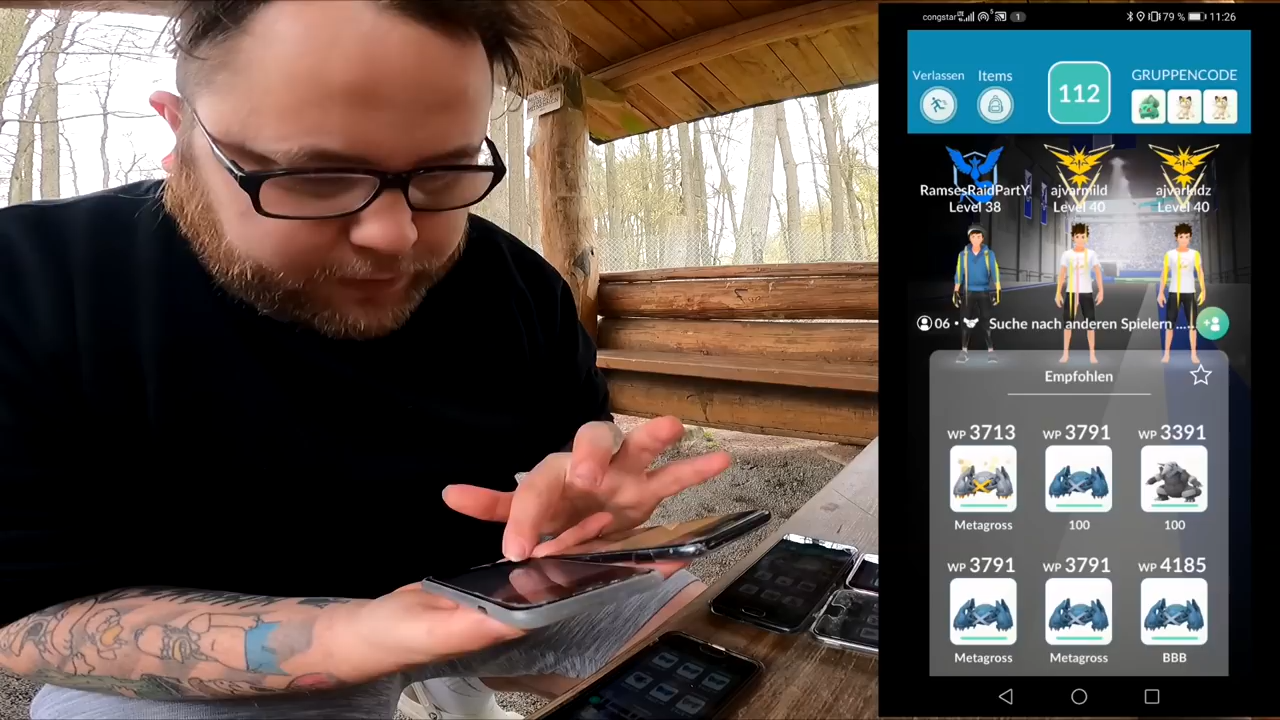 congstar 1 79 % 11:26
Verlassen Items 112 GRUPPENCODE
RamsesRaidPartY ajvarmild ajvarkidz
Level 38 Level 40 Level 40
06 • Suche nach anderen Spielern ......
Empfohlen
WP 3713 WP 3791 WP 3391
Metagross 100 100
WP 3791 WP 3791 WP 4185
Metagross Metagross BBB